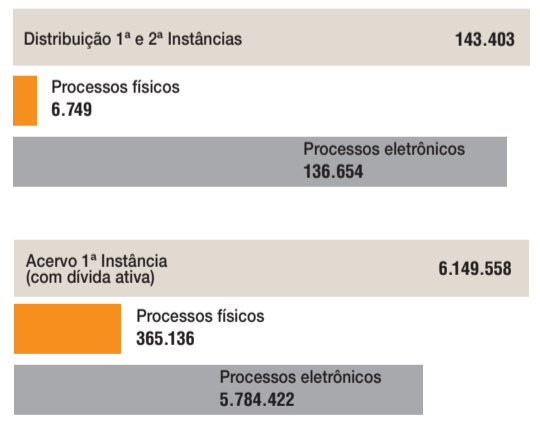 Distribuição 1ª e 2ª Instâncias 143.403
Processos físicos
6.749
Processos eletrônicos
136.654
Acervo 1ª Instância
(com dívida ativa) 6.149.558
Processos físicos
365.136
Processos eletrônicos
5.784.422